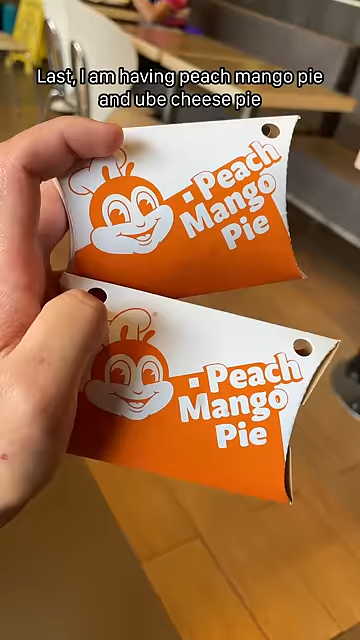 Last, I am having peach mango pie
and ube cheese pie
Peach
Mango
Pie
Peach
Mango
Pie